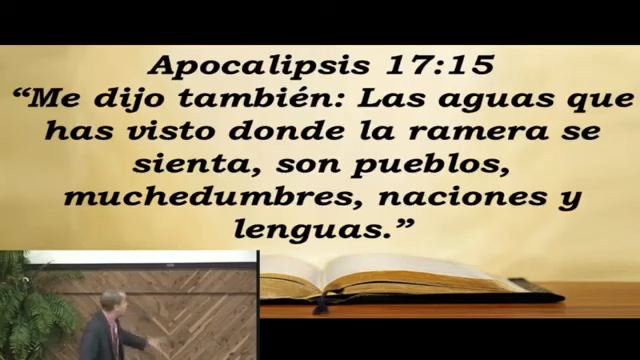 Apocalipsis 17:15
“Me dijo también: Las aguas que
has visto donde la ramera se
sienta, son pueblos,
muchedumbres, naciones y
lenguas.”